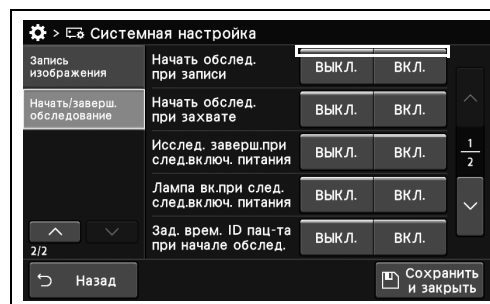 > Системная настройка
Запись
изображения
Начать/заверш.
обследование
2/2
Начать обслед.
при записи
ВЫКЛ. ВКЛ.
Начать обслед.
при захвате
ВЫКЛ. ВКЛ.
Исслед. заверш.при
след.включ. питания
ВЫКЛ. ВКЛ.
Лампа вк.при след.
след.включ. питания
ВЫКЛ. ВКЛ.
Зад. врем. ID пац-та
при начале обслед.
ВЫКЛ. ВКЛ.
1
2
Назад
Сохранить
и закрыть